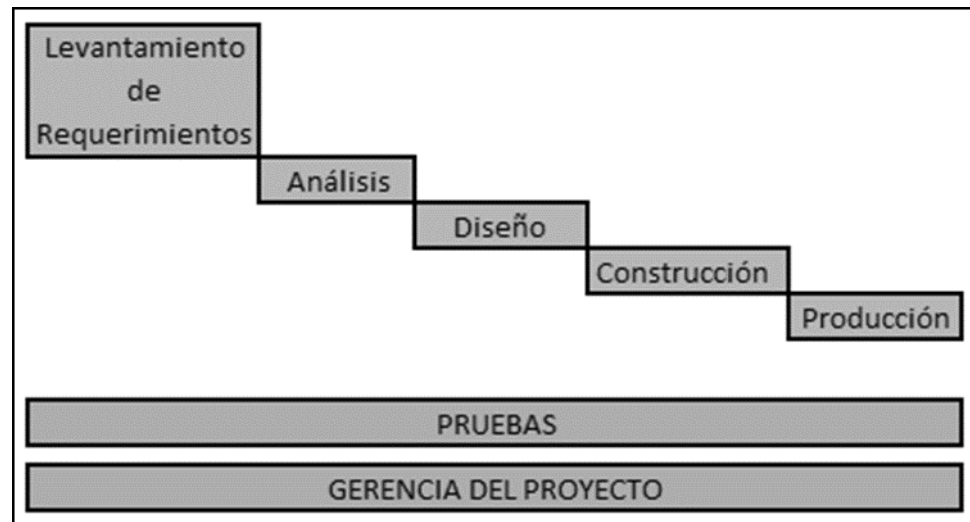 Levantamiento
de
Requerimientos
Análisis
Diseño
Construcción
Producción
PRUEBAS
GERENCIA DEL PROYECTO